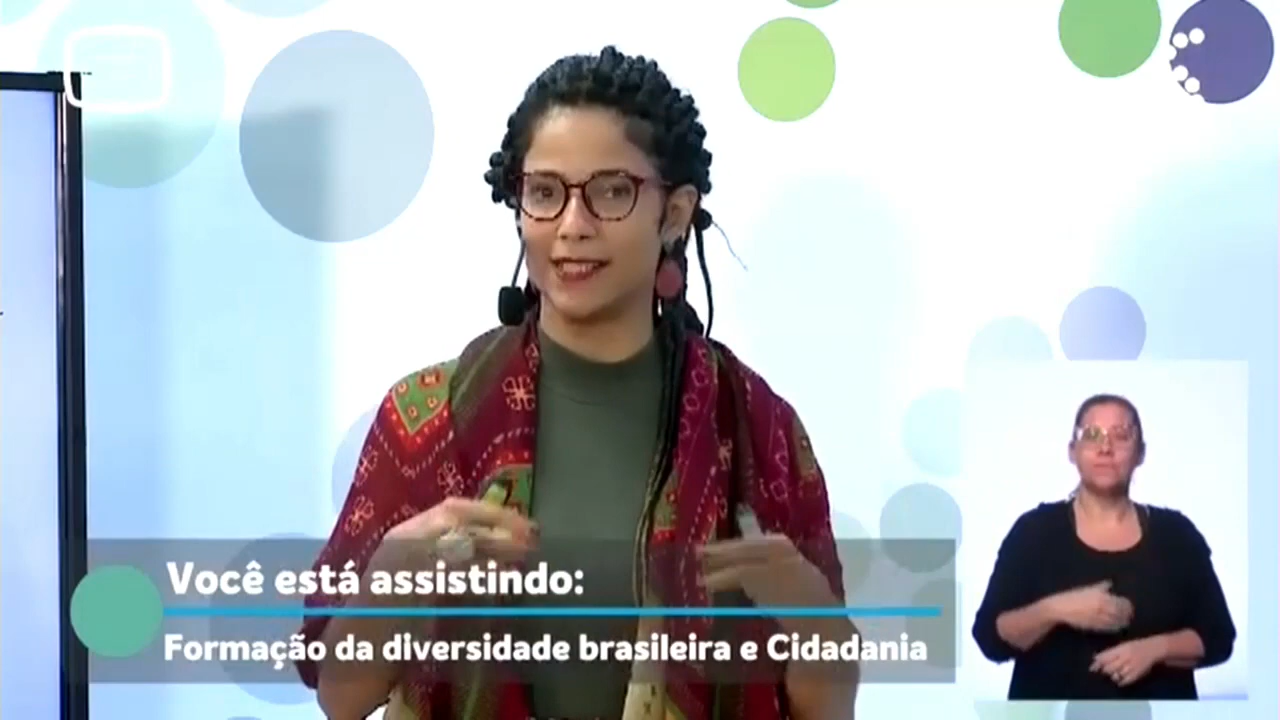 Você está assistindo:
Formação da diversidade brasileira e Cidadania